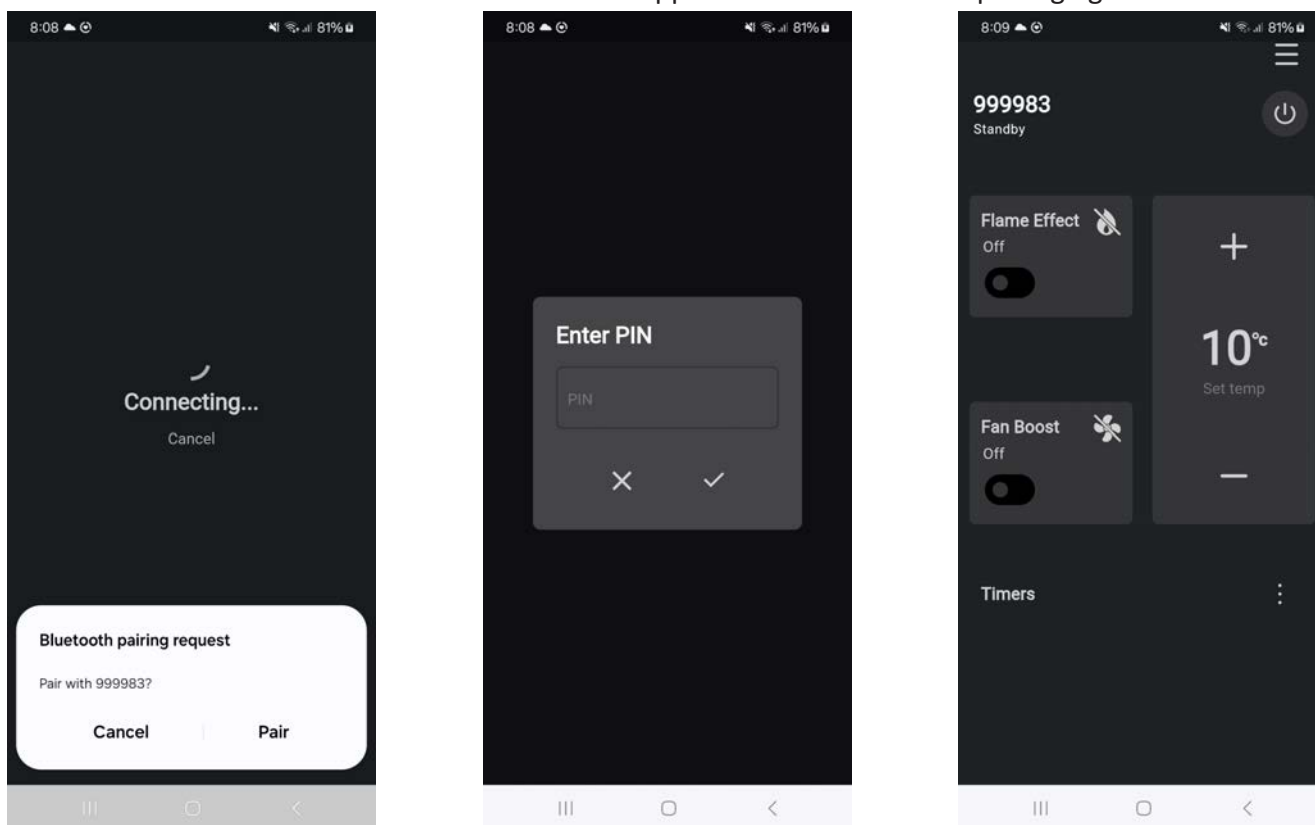 8:08 81%
Connecting...
Cancel
Bluetooth pairing request
Pair with 999983?
Cancel Pair
8:08 81%
Enter PIN
PIN
8:09 81%
999983
Standby
Flame Effect
Off
10°c
Set temp
Fan Boost
Off
Timers